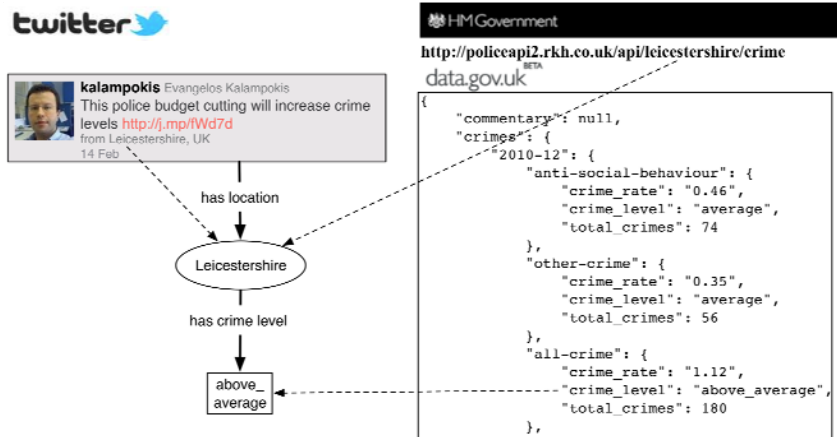 twitter
kalampokis Evangelos Kalampokis
This police budget cutting will increase crime
levels http://j.mp/fWd7d
from Leicestershire, UK
14 Feb
has location
Leicestershire
has crime level
above_
average
HM Government
http://policeapi2.rkh.co.uk/api/leicestershire/crime
BETA
data.gov.uk
{
"commentary": null,
"crimes": {
"2010-12": {
"anti-social-behaviour": {
"crime_rate": "0.46",
"crime_level": "average",
"total_crimes": 74
},
"other-crime": {
"crime_rate": "0.35",
"crime_level": "average",
"total_crimes": 56
},
"all-crime": {
"crime_rate": "1.12",
"crime_level": "above_average",
"total_crimes": 180
},